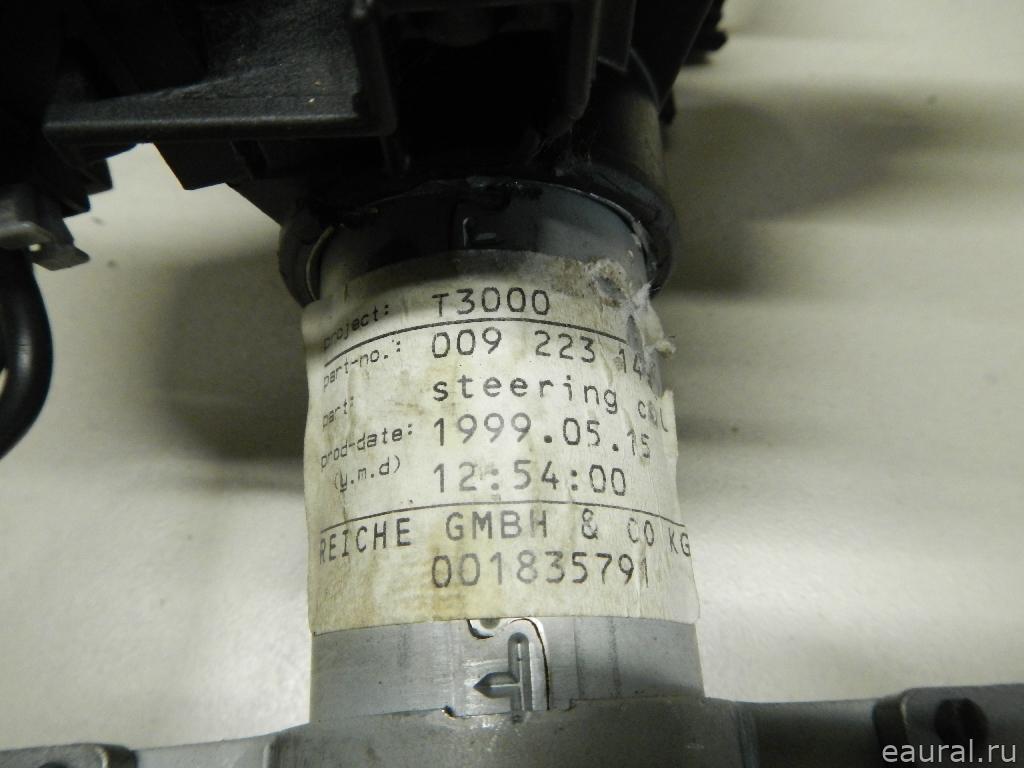 project: T3000
part-no.: 009 223
part: steering col
prod-date: 1999.05.15
(y.m.d) 12:54:00
REICHE GMBH & CO KG
001835791
eaural.ru